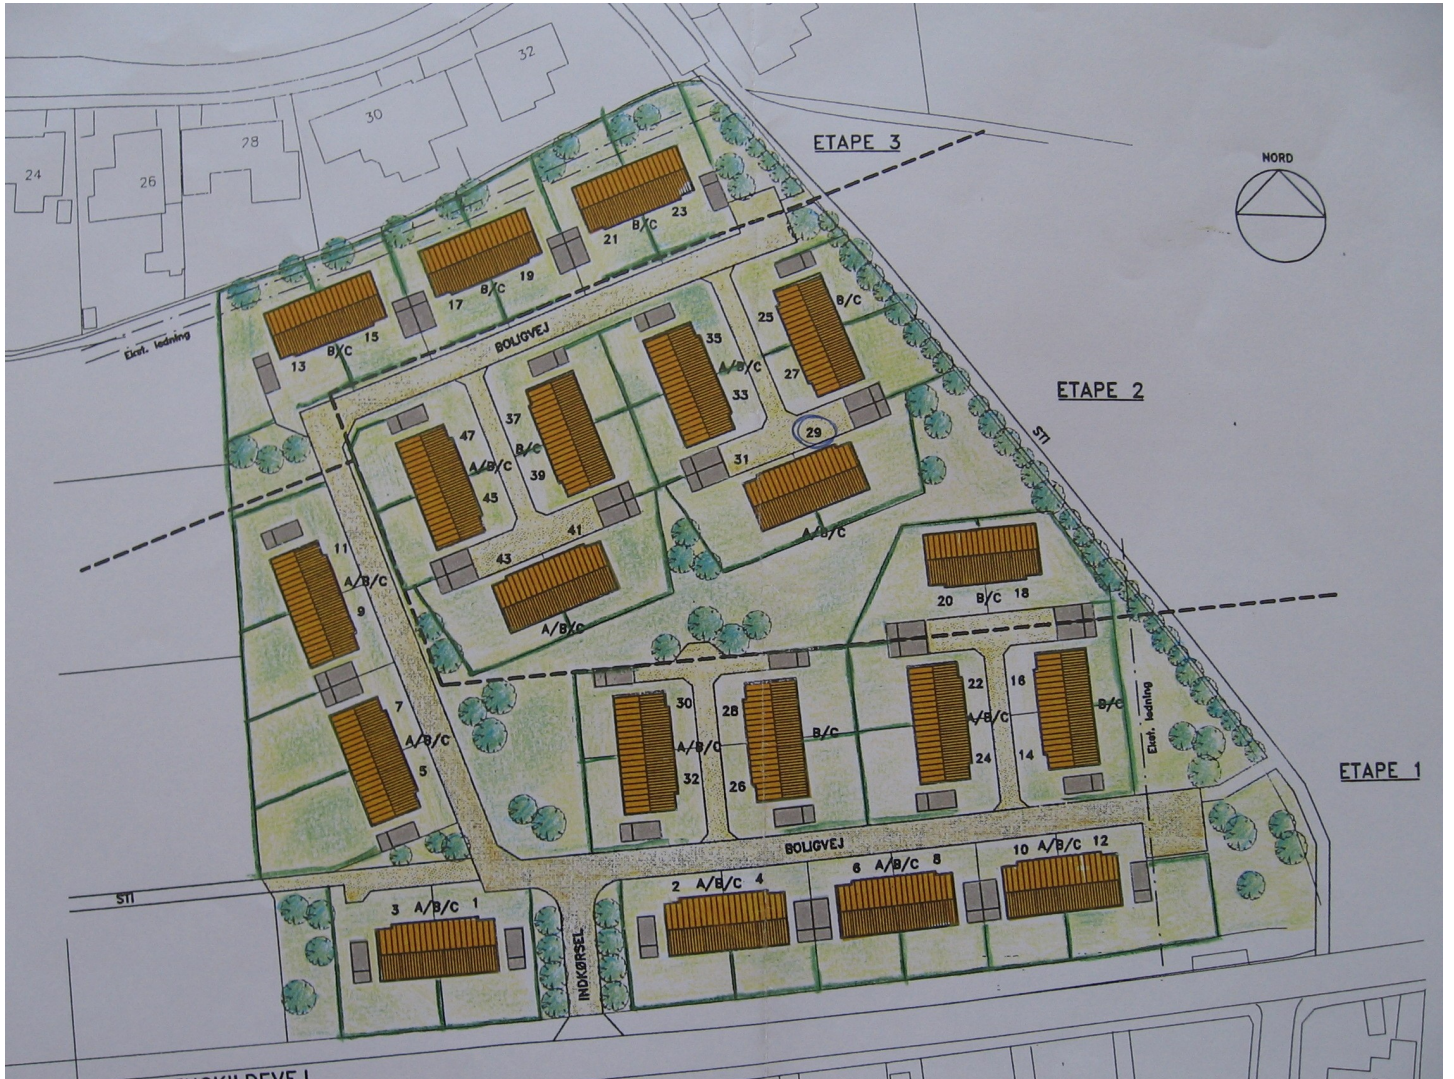 32
30
28
24
26
ETAPE 3
NORD
23
21
B/C
19
17
B/C
15
B/C
13
Ekst. ledning
BOLIGVEJ
25
B/C
27
35
A/B/C
33
ETAPE 2
STI
29
31
A/B/C
37
B/C
39
47
A/B/C
45
41
43
A/B/C
11
A/B/C
9
7
A/B/C
5
20
B/C
18
22
A/B/C
24
16
B/C
14
30
A/B/C
32
28
B/C
26
Ekst. ledning
ETAPE 1
BOLIGVEJ
STI
3
A/B/C
1
INDKØRSEL
2
A/B/C
4
6
A/B/C
8
10
A/B/C
12